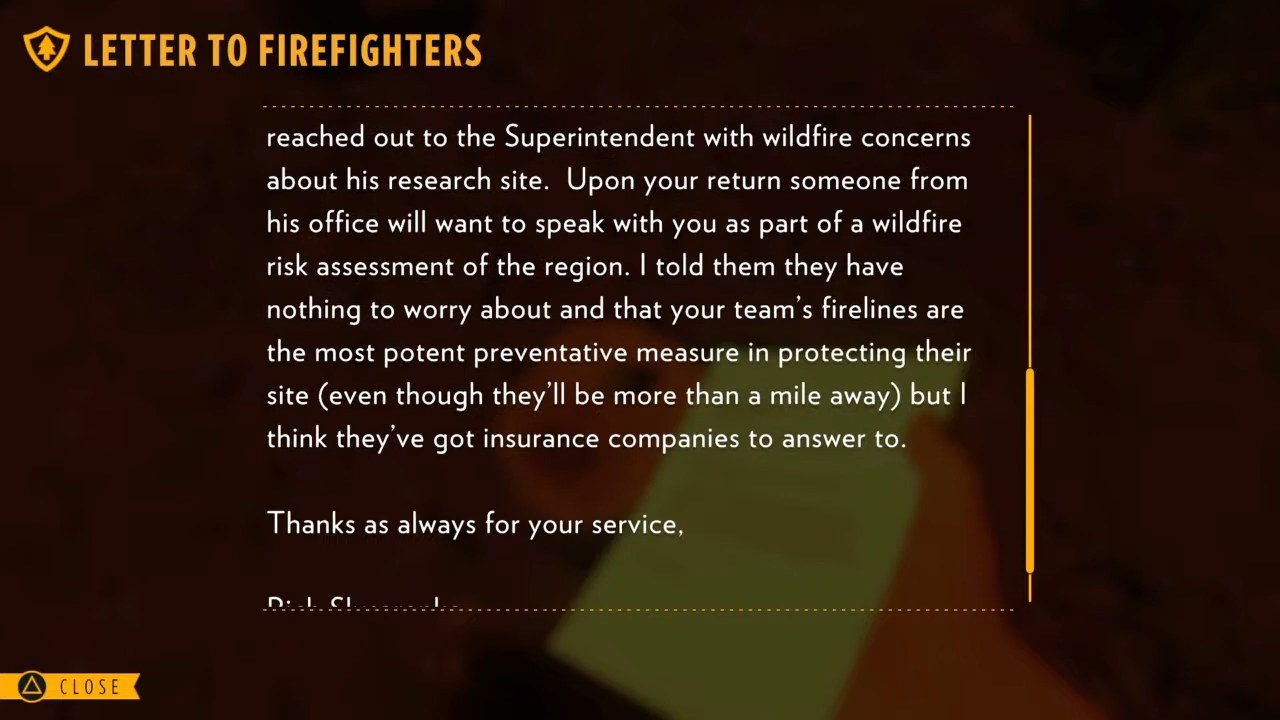 LETTER TO FIREFIGHTERS
reached out to the Superintendent with wildfire concerns
about his research site.  Upon your return someone from
his office will want to speak with you as part of a wildfire
risk assessment of the region. I told them they have
nothing to worry about and that your team’s firelines are
the most potent preventative measure in protecting their
site (even though they’ll be more than a mile away) but I
think they’ve got insurance companies to answer to.
Thanks as always for your service,
CLOSE